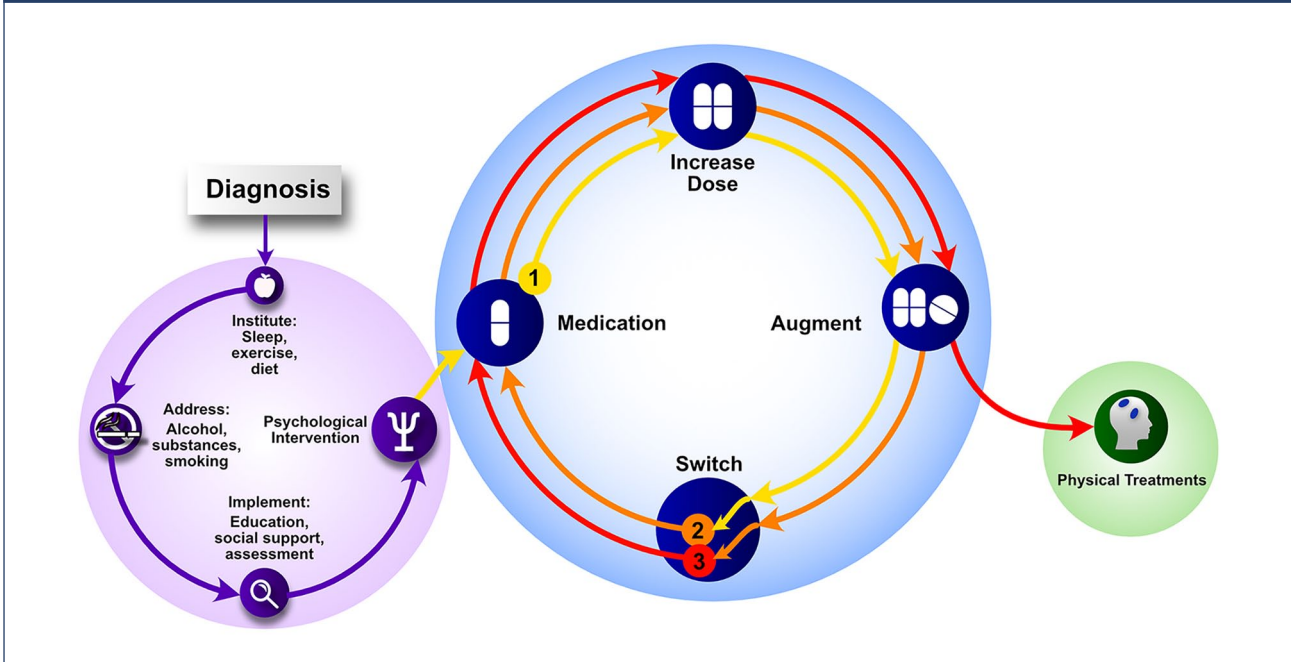 Diagnosis
Institute:
Sleep,
exercise,
diet
Address:
Alcohol,
substances,
smoking
Implement:
Education,
social support,
assessment
Psychological
Intervention
Ψ
1
Medication
Increase
Dose
Augment
Switch
2
3
Physical Treatments